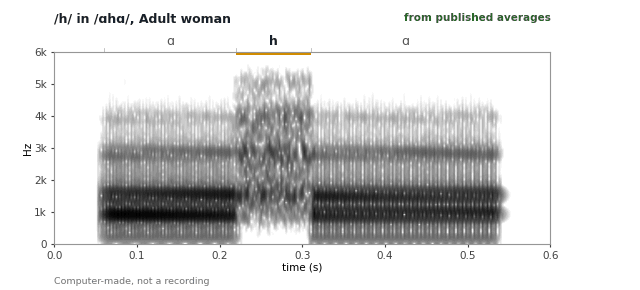 /h/ in /ɑhɑ/, Adult woman
from published averages
ɑ h ɑ
6k
5k
4k
3k
2k
1k
0
Hz
0.0 0.1 0.2 0.3 0.4 0.5 0.6
time (s)
Computer-made, not a recording